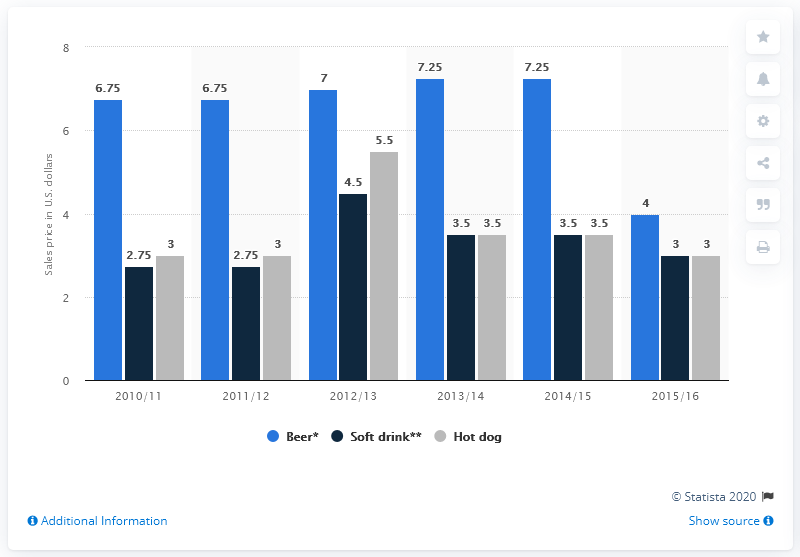 8
6
4
2
0
Sales price in U.S. dollars
6.75 2.75 3
6.75 2.75 3
7 4.5 5.5
7.25 3.5 3.5
7.25 3.5 3.5
4 3 3
2010/11 2011/12 2012/13 2013/14 2014/15 2015/16
Beer* Soft drink** Hot dog
© Statista 2020
Additional Information Show source